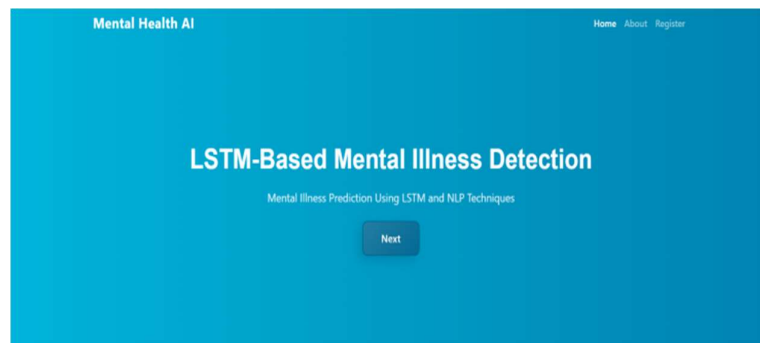 Mental Health AI
Home About Register
LSTM-Based Mental Illness Detection
Mental Illness Prediction Using LSTM and NLP Techniques
Next